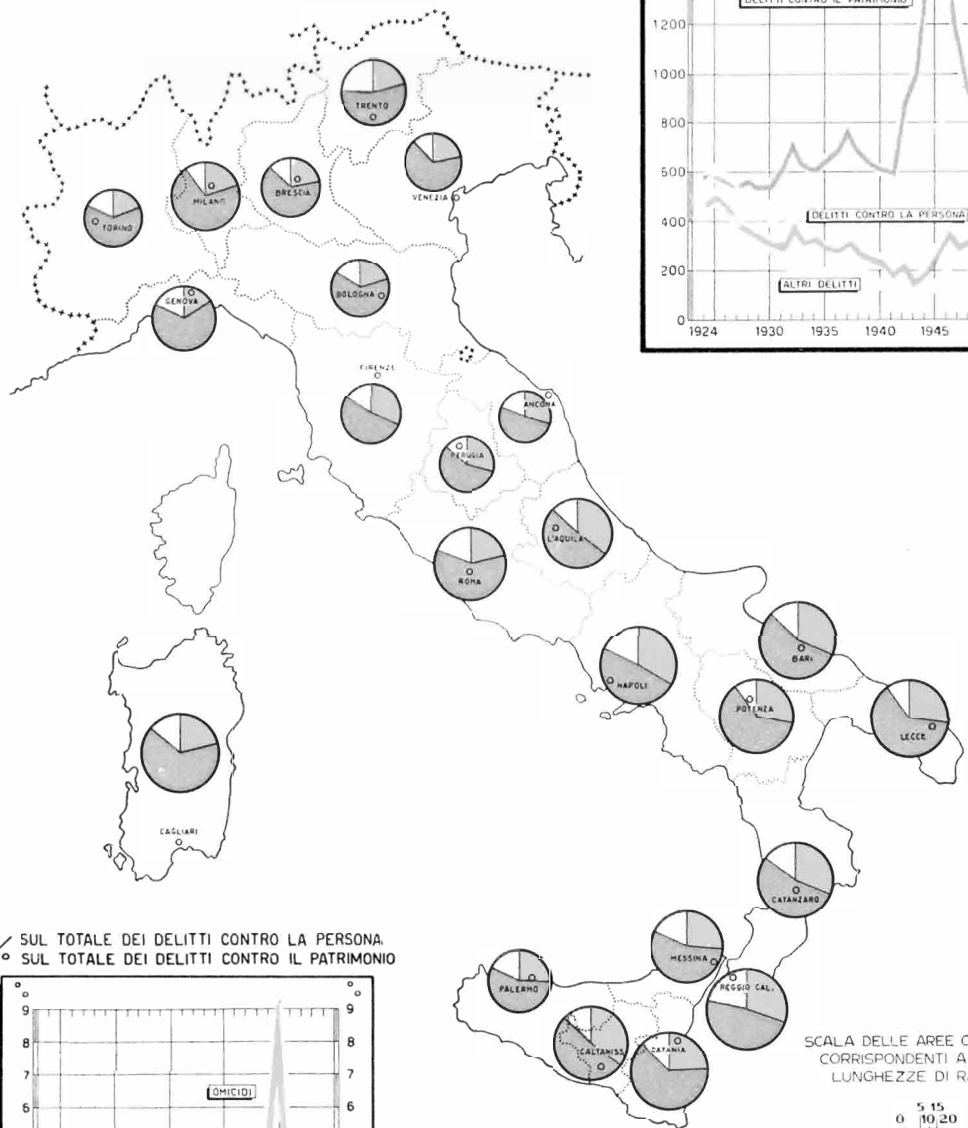 DELITTI CONTRO IL PATRIMONIO
1200
1000
800
600
400
200
0
DELITTI CONTRO LA PERSONA
ALTRI DELITTI
1924 1930 1935 1940 1945
TRENTO
VENEZIA
BRESCIA
MILANO
TORINO
BOLOGNA
GENOVA
FIRENZE
ANCONA
PERUGIA
L'AQUILA
ROMA
BARI
NAPOLI
POTENZA
LECCE
CAGLIARI
CATANZARO
MESSINA
REGGIO CAL.
PALERMO
CALTANISS.
CATANIA
SUL TOTALE DEI DELITTI CONTRO LA PERSONA
SUL TOTALE DEI DELITTI CONTRO IL PATRIMONIO
9 9
8 8
7 7
OMICIDI
6 6
SCALA DELLE AREE
CORRISPONDENTI A
LUNGHEZZE DI
5 15
0 10 20